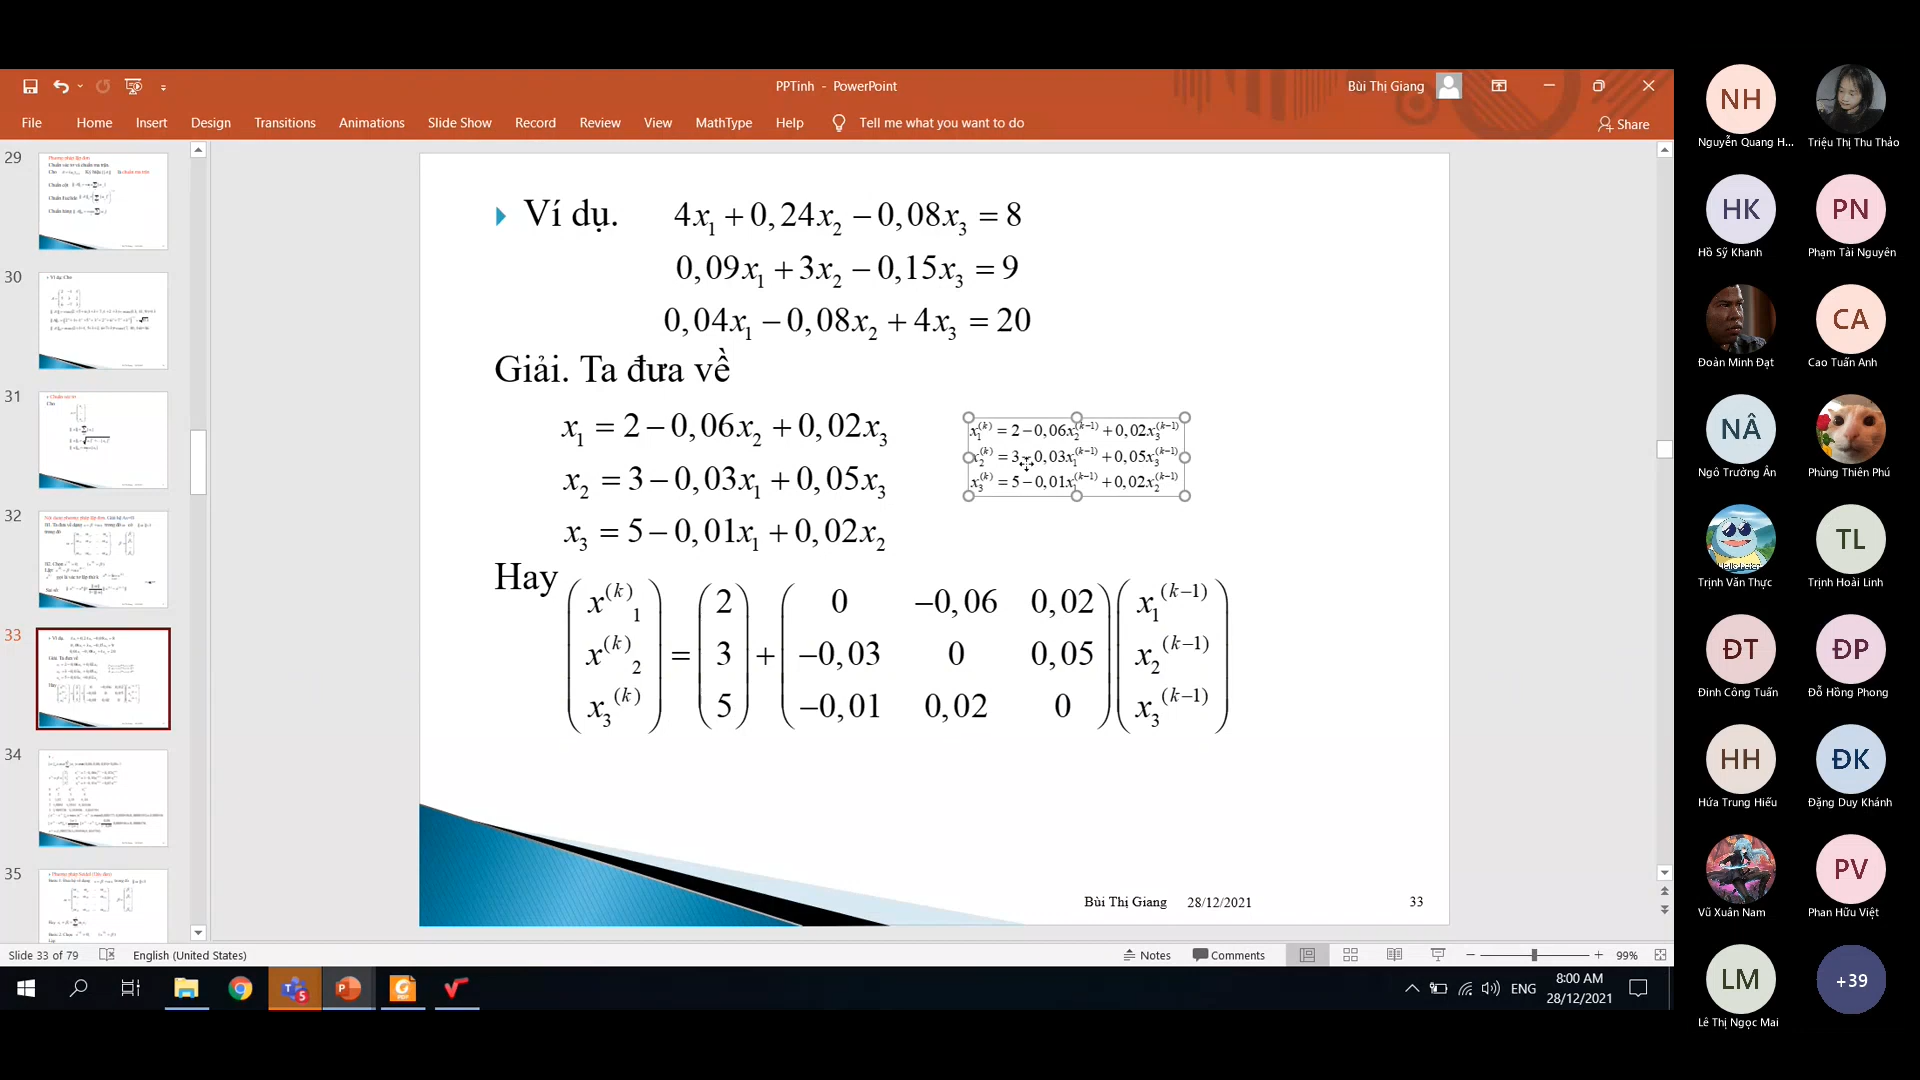 PPTinh - PowerPoint
Bùi Thị Giang
File Home Insert Design Transitions Animations Slide Show Record Review View MathType Help Tell me what you want to do
Share
29
30
31
32
33
34
35
Ví dụ. 4x₁ + 0,24x₂ − 0,08x₃ = 8
0,09x₁ + 3x₂ − 0,15x₃ = 9
0,04x₁ − 0,08x₂ + 4x₃ = 20
Giải. Ta đưa về
x₁ = 2 − 0,06x₂ + 0,02x₃
x₂ = 3 − 0,03x₁ + 0,05x₃
x₃ = 5 − 0,01x₁ + 0,02x₂
x₁^(k) = 2 − 0,06x₂^(k−1) + 0,02x₃^(k−1)
x₂^(k) = 3 − 0,03x₁^(k−1) + 0,05x₃^(k−1)
x₃^(k) = 5 − 0,01x₁^(k−1) + 0,02x₂^(k−1)
Hay
x^(k)₁ 2 0 −0,06 0,02 x₁^(k−1)
x^(k)₂ = 3 + −0,03 0 0,05 x₂^(k−1)
x₃^(k) 5 −0,01 0,02 0 x₃^(k−1)
Bùi Thị Giang 28/12/2021 33
Slide 33 of 79 English (United States)
Notes Comments 99%
ENG
8:00 AM
28/12/2021
NH
Nguyễn Quang H...
Triệu Thị Thu Thảo
HK
Hồ Sỹ Khanh
PN
Phạm Tài Nguyên
Đoàn Minh Đạt
CA
Cao Tuấn Anh
NÂ
Ngô Trường Ân
Phùng Thiên Phú
Trịnh Văn Thực
TL
Trịnh Hoài Linh
ĐT
Đinh Công Tuấn
ĐP
Đỗ Hồng Phong
HH
Hứa Trung Hiếu
ĐK
Đặng Duy Khánh
Vũ Xuân Nam
PV
Phan Hữu Việt
LM
Lê Thị Ngọc Mai
+39